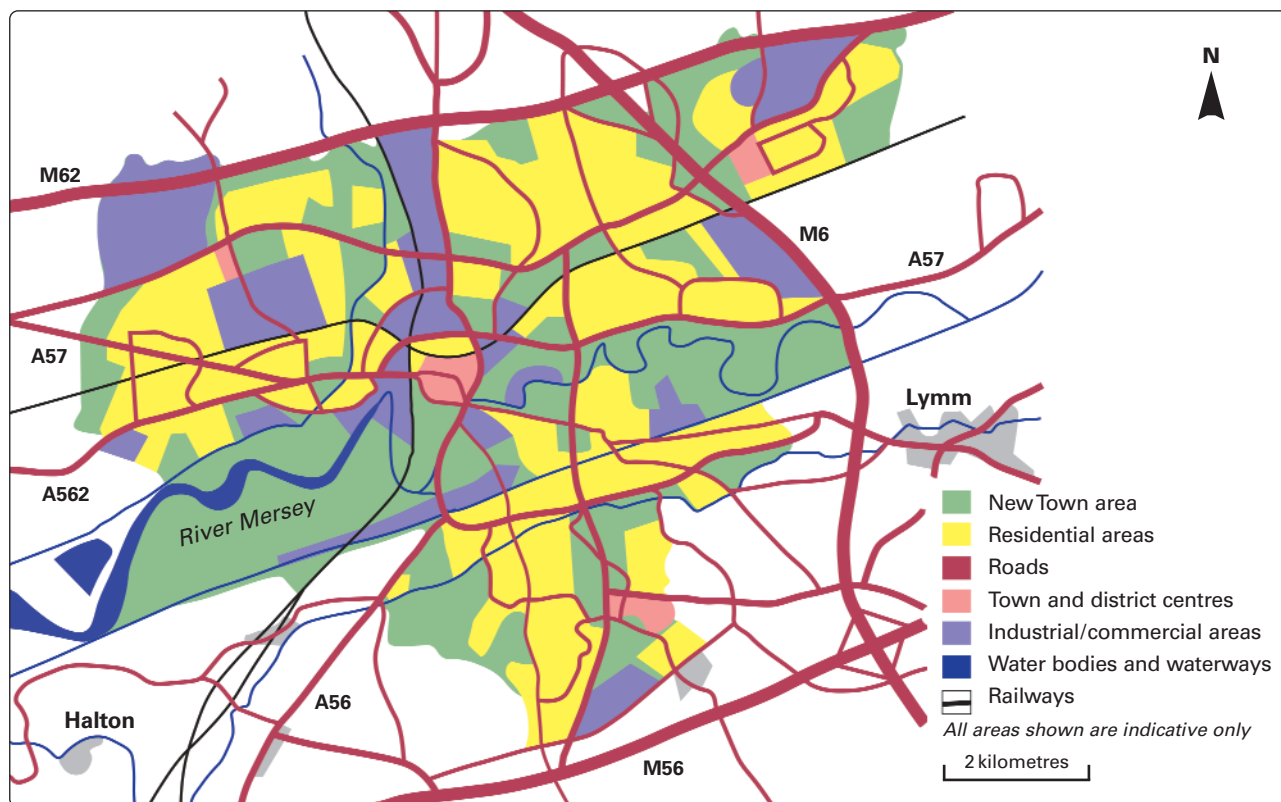 N
M62
M6
A57
A57
Lymm
A562
River Mersey
New Town area
Residential areas
Roads
Town and district centres
Industrial/commercial areas
Water bodies and waterways
Railways
All areas shown are indicative only
2 kilometres
A56
Halton
M56